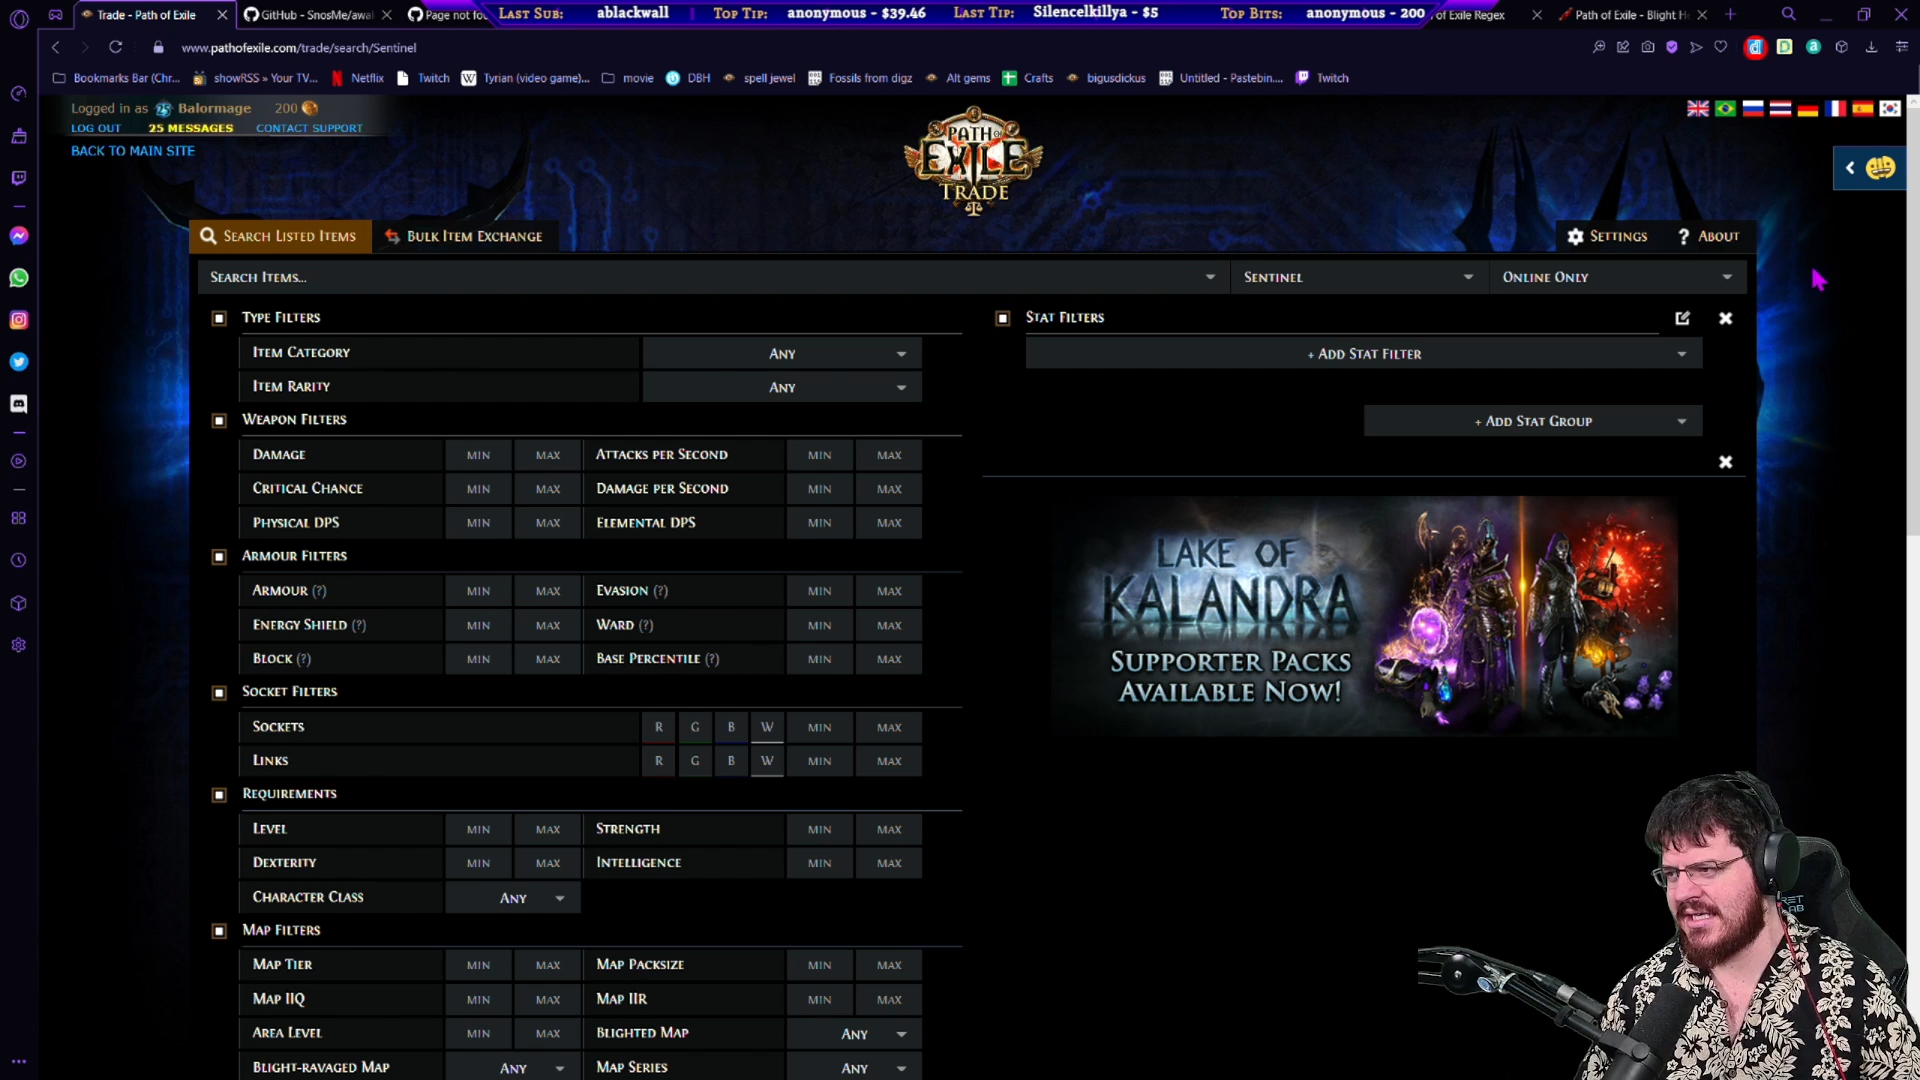 Trade - Path of Exile
GitHub - SnosMe/awa
Page not fou
Last Sub: ablackwall
Top Tip: anonymous - $39.46
Last Tip: Silencelkillya - $5
Top Bits: anonymous - 200
of Exile Regex
Path of Exile - Blight He
www.pathofexile.com/trade/search/Sentinel
Bookmarks Bar (Chr...
showRSS » Your TV...
Netflix
Twitch
Tyrian (video game)...
movie
DBH
spell jewel
Fossils from digz
Alt gems
Crafts
bigusdickus
Untitled - Pastebin....
Twitch
Logged in as 25 Balormage 200
LOG OUT 25 MESSAGES CONTACT SUPPORT
BACK TO MAIN SITE
PATH OF EXILE TRADE
Search Listed Items
Bulk Item Exchange
Settings
? About
Search Items...
Sentinel
Online Only
Type Filters
Item Category Any
Item Rarity Any
Weapon Filters
Damage MIN MAX Attacks per Second MIN MAX
Critical Chance MIN MAX Damage per Second MIN MAX
Physical DPS MIN MAX Elemental DPS MIN MAX
Armour Filters
Armour (?) MIN MAX Evasion (?) MIN MAX
Energy Shield (?) MIN MAX Ward (?) MIN MAX
Block (?) MIN MAX Base Percentile (?) MIN MAX
Socket Filters
Sockets R G B W MIN MAX
Links R G B W MIN MAX
Requirements
Level MIN MAX Strength MIN MAX
Dexterity MIN MAX Intelligence MIN MAX
Character Class Any
Map Filters
Map Tier MIN MAX Map Packsize MIN MAX
Map IIQ MIN MAX Map IIR MIN MAX
Area Level MIN MAX Blighted Map Any
Blight-ravaged Map Any Map Series Any
Stat Filters
+ Add Stat Filter
+ Add Stat Group
LAKE OF
KALANDRA
Supporter Packs
Available Now!